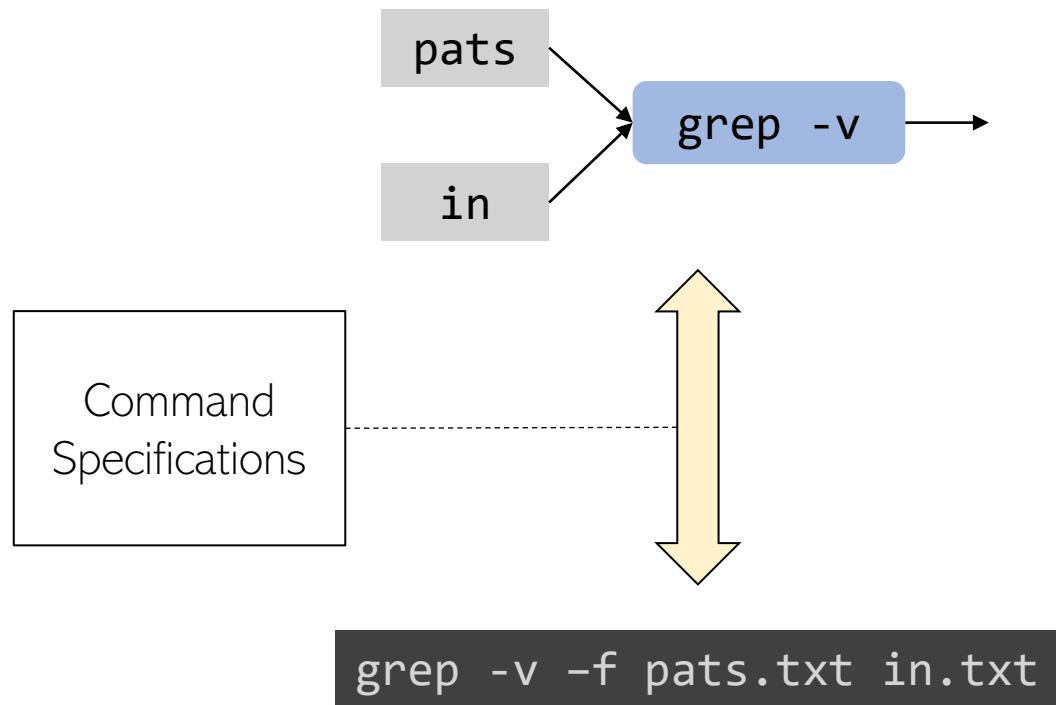 pats
grep -v
in
Command
Specifications
grep -v –f pats.txt in.txt